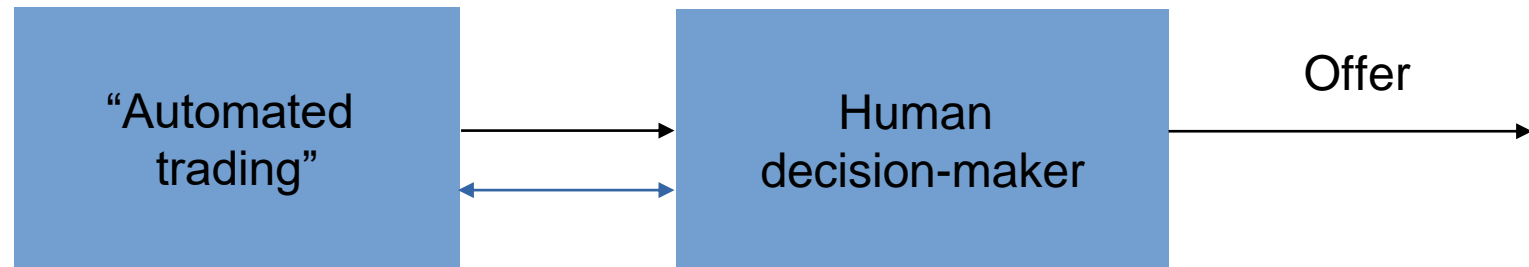 “Automated
trading”
Human
decision-maker
Offer